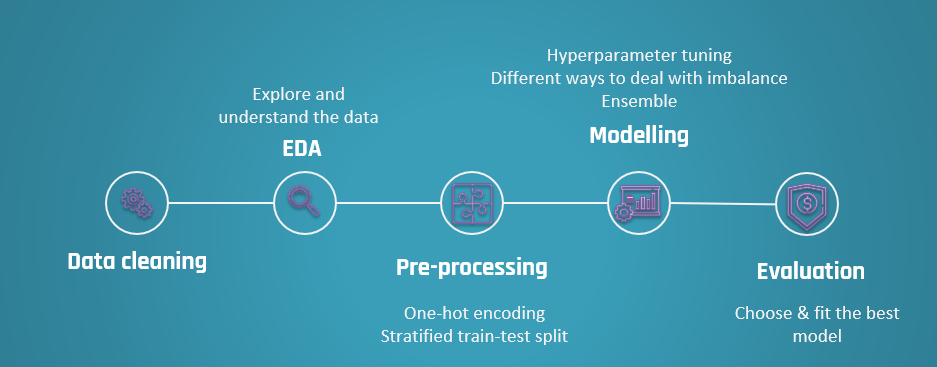 Data cleaning
Explore and
understand the data
EDA
Pre-processing
One-hot encoding
Stratified train-test split
Hyperparameter tuning
Different ways to deal with imbalance
Ensemble
Modelling
$
Evaluation
Choose & fit the best
model